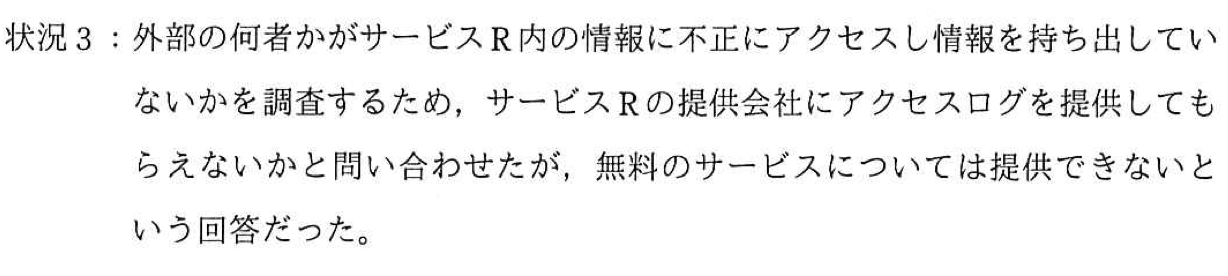 状況3：外部の何者かがサービスR内の情報に不正にアクセスし情報を持ち出してい
ないかを調査するため，サービスRの提供会社にアクセスログを提供しても
らえないかと問い合わせたが，無料のサービスについては提供できないと
いう回答だった。